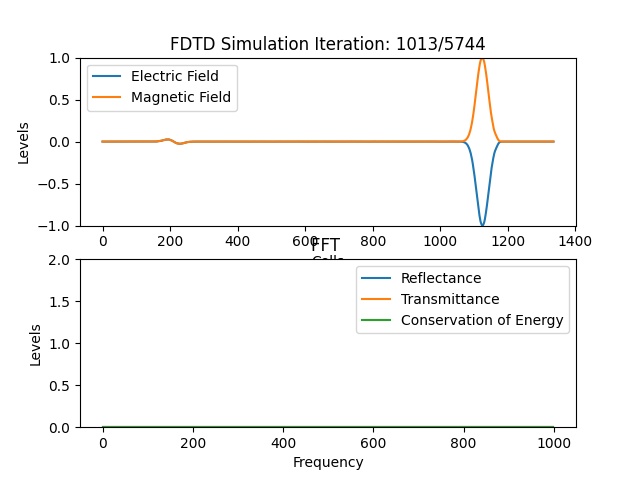 FDTD Simulation Iteration: 1013/5744
Levels
1.0
0.5
0.0
−0.5
−1.0
Electric Field
Magnetic Field
0 200 400 600 800 1000 1200 1400
Cells
FFT
Levels
2.0
1.5
1.0
0.5
0.0
Reflectance
Transmittance
Conservation of Energy
0 200 400 600 800 1000
Frequency